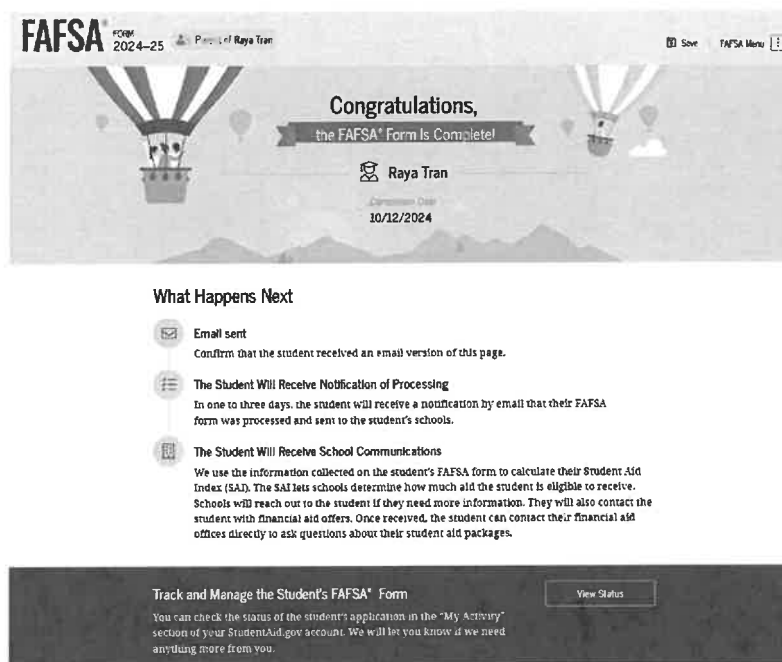 FAFSA® FORM
2024–25
Parent of Raya Tran
Save
FAFSA Menu
Congratulations,
the FAFSA® Form Is Complete!
Raya Tran
Completion Date
10/12/2024
What Happens Next
Email sent
Confirm that the student received an email version of this page.
The Student Will Receive Notification of Processing
In one to three days, the student will receive a notification by email that their FAFSA
form was processed and sent to the student's schools.
The Student Will Receive School Communications
We use the information collected on the student's FAFSA form to calculate their Student Aid
Index (SAI). The SAI lets schools determine how much aid the student is eligible to receive.
Schools will reach out to the student if they need more information. They will also contact the
student with financial aid offers. Once received, the student can contact their financial aid
offices directly to ask questions about their student aid packages.
Track and Manage the Student's FAFSA® Form
View Status
You can check the status of the student's application in the "My Activity"
section of your StudentAid.gov account. We will let you know if we need
anything more from you.